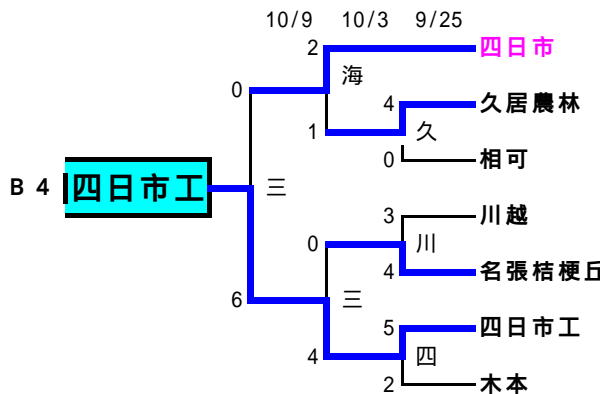 10/9 10/3 9/25
2 四日市
海
0 4 久居農林
1 久
0 相可
B 4 四日市工 三
3 川越
0 川
4 名張桔梗丘
6 三
5 四日市工
4 四
2 木本